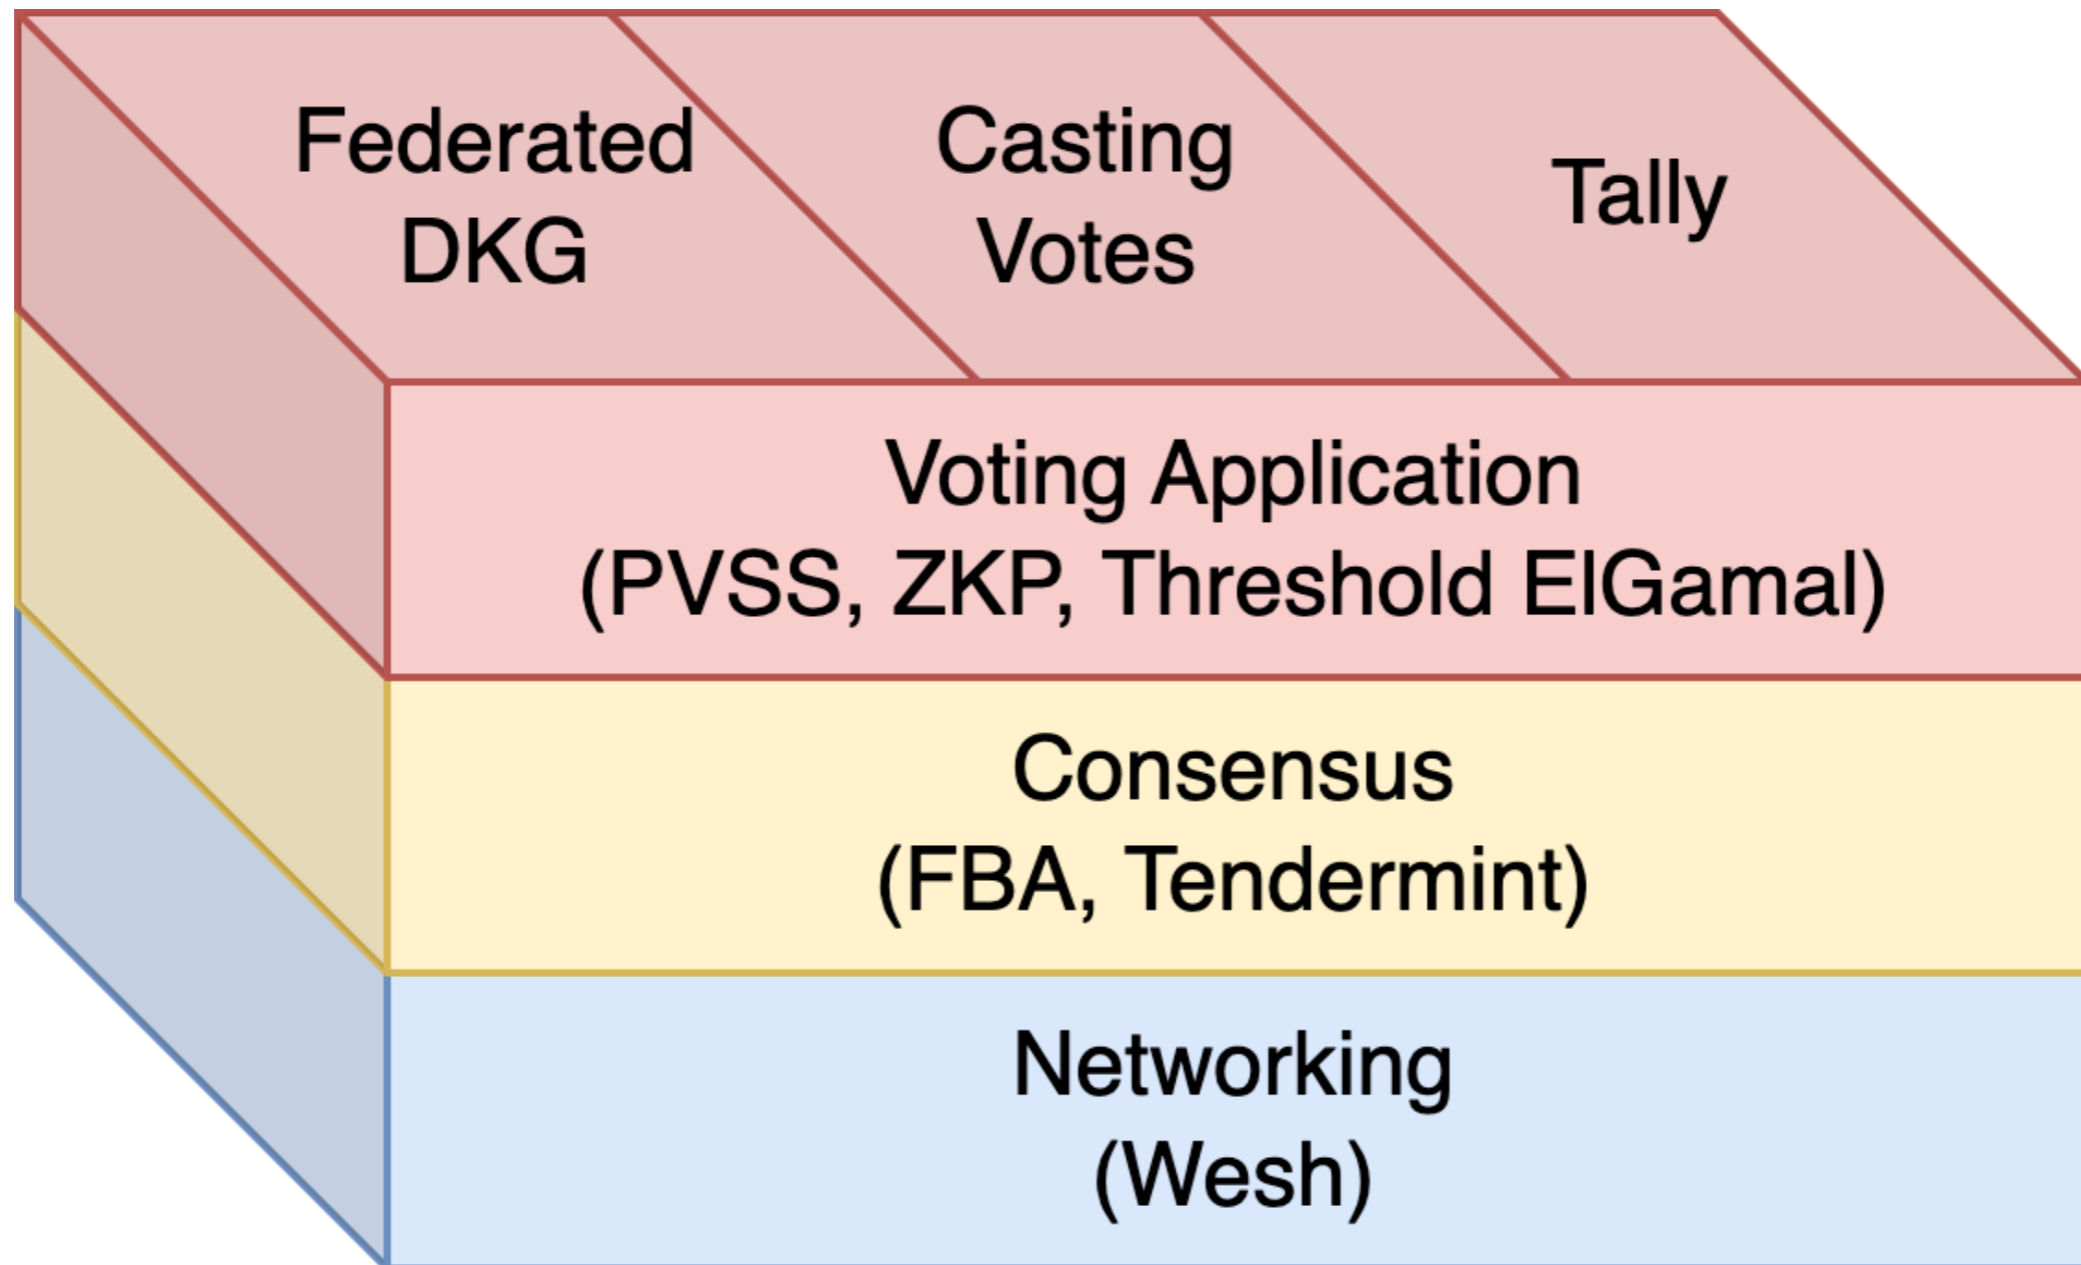 Federated
DKG
Casting
Votes
Tally
Voting Application
(PVSS, ZKP, Threshold ElGamal)
Consensus
(FBA, Tendermint)
Networking
(Wesh)